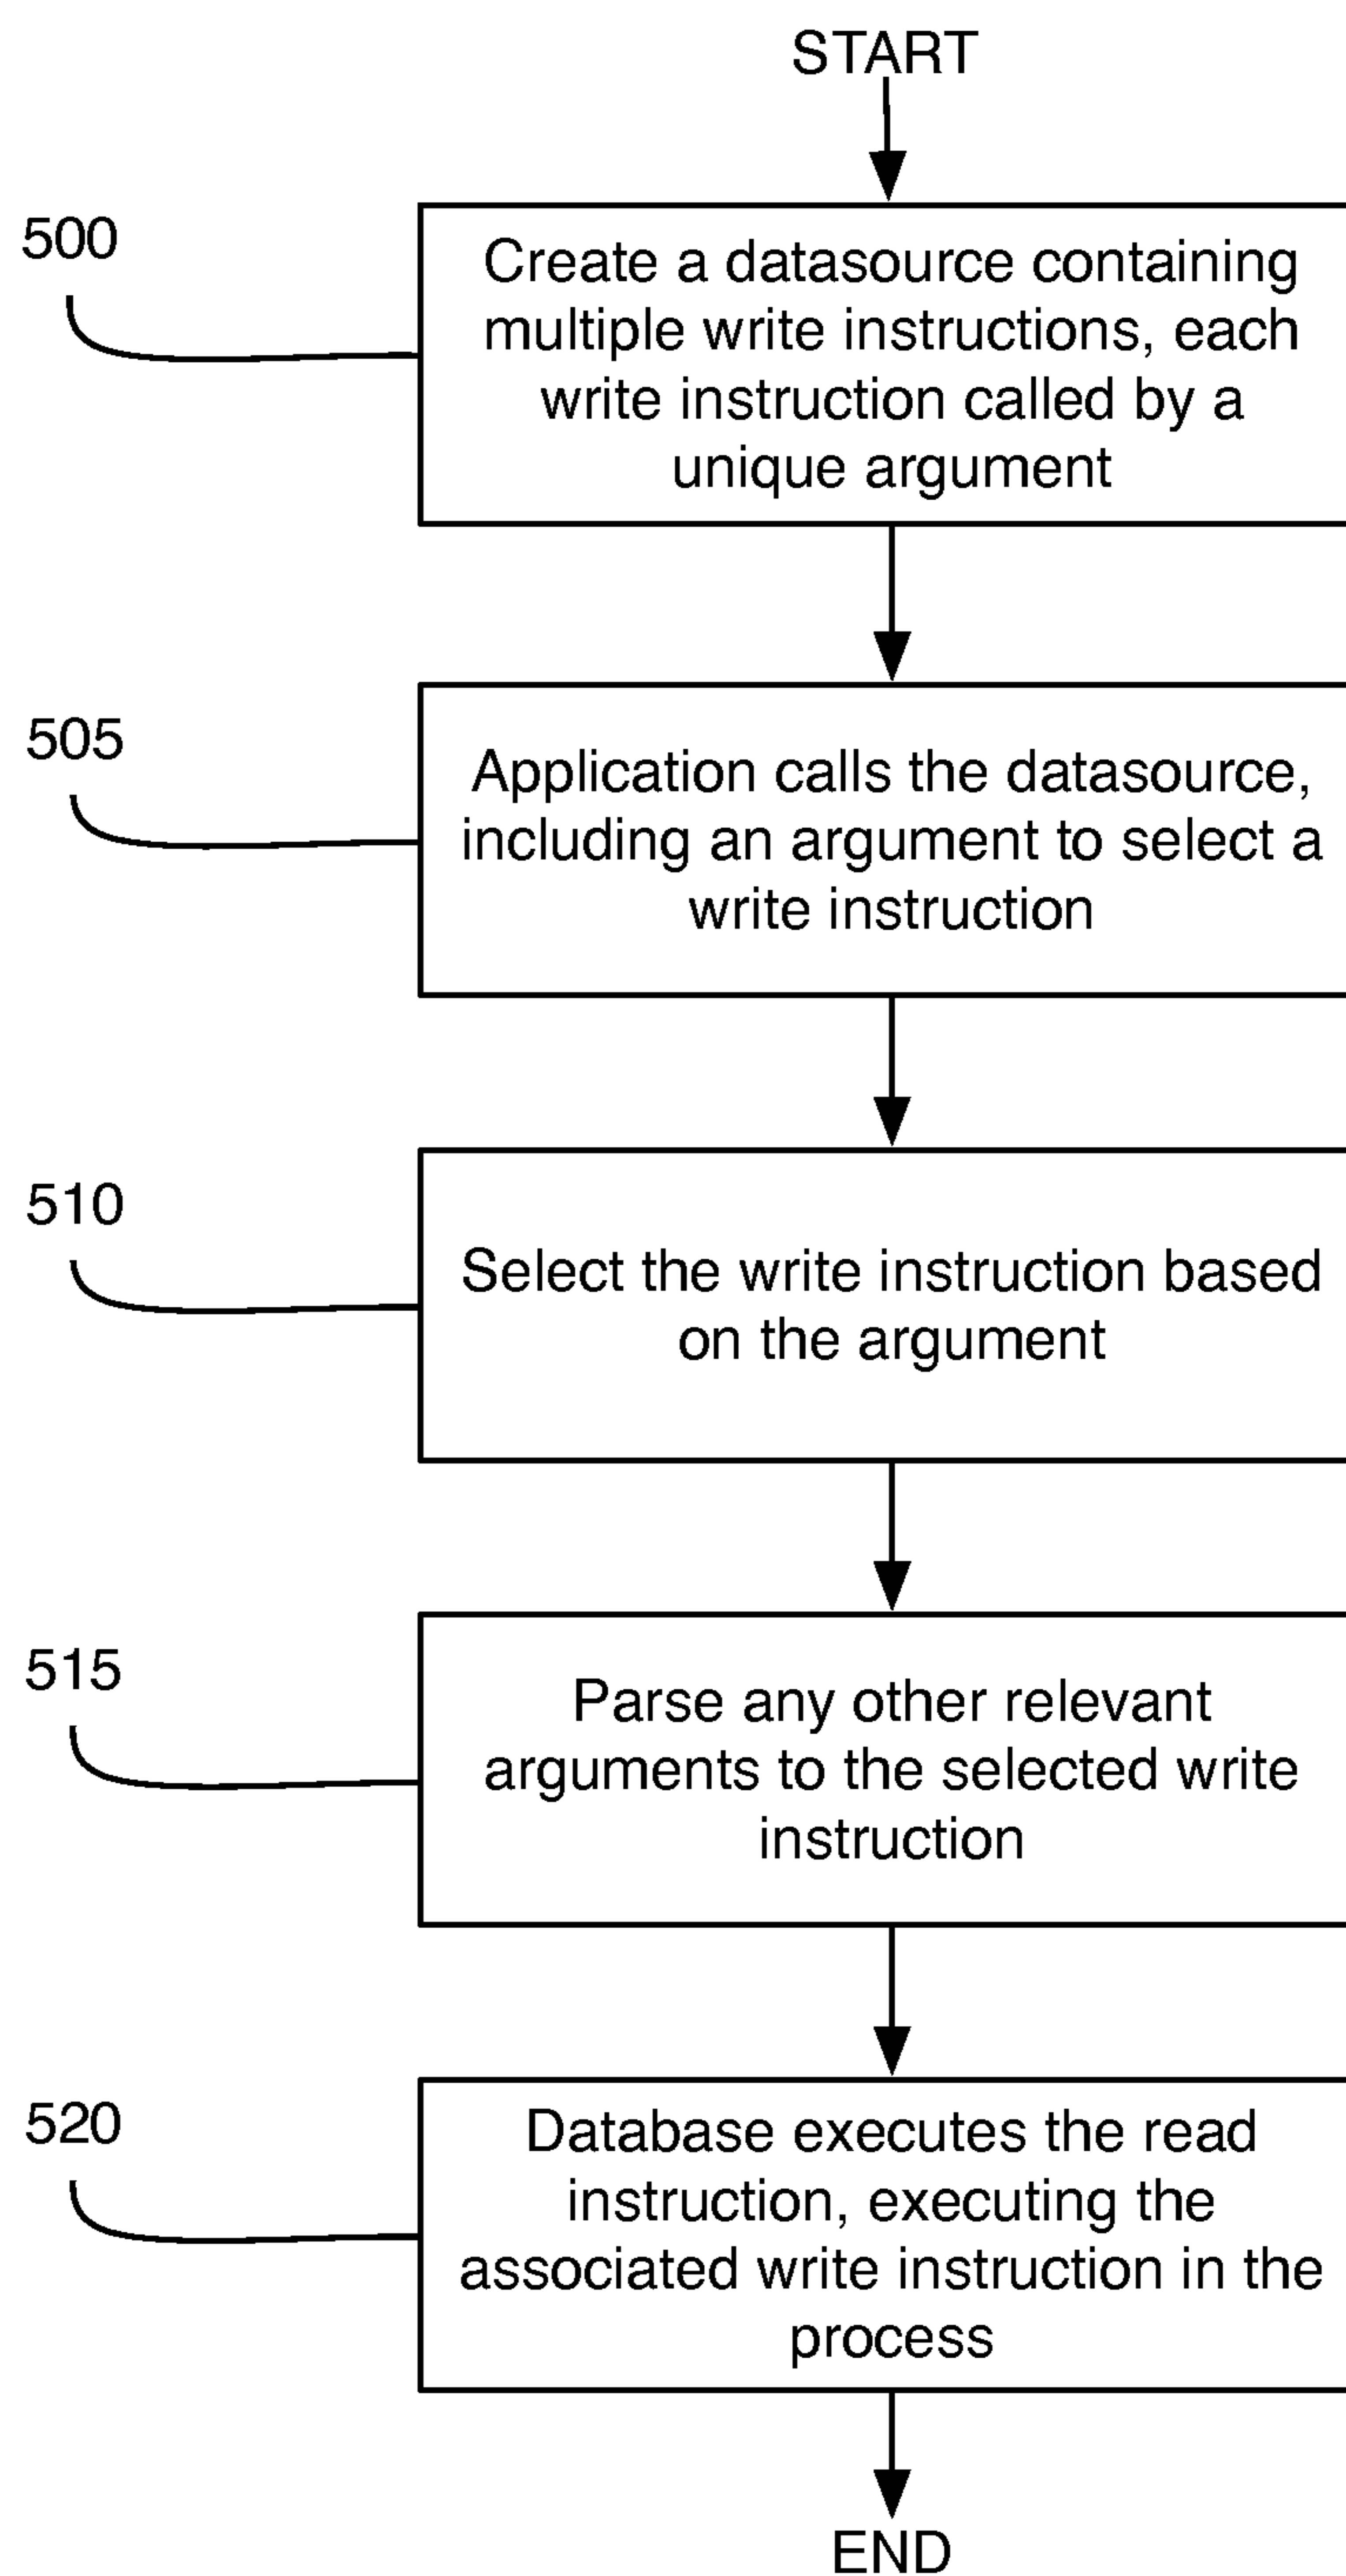 START
500
Create a datasource containing
multiple write instructions, each
write instruction called by a
unique argument
505
Application calls the datasource,
including an argument to select a
write instruction
510
Select the write instruction based
on the argument
515
Parse any other relevant
arguments to the selected write
instruction
520
Database executes the read
instruction, executing the
associated write instruction in the
process
END